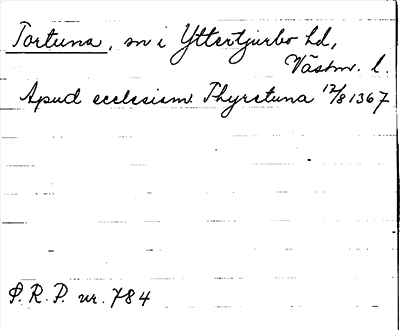 Tortuna, sn i Yttertjurbo hd,
Västm. l.
Apud ecclesiam Thyrstuna 12/8 1367
S.R.P. nr. 784